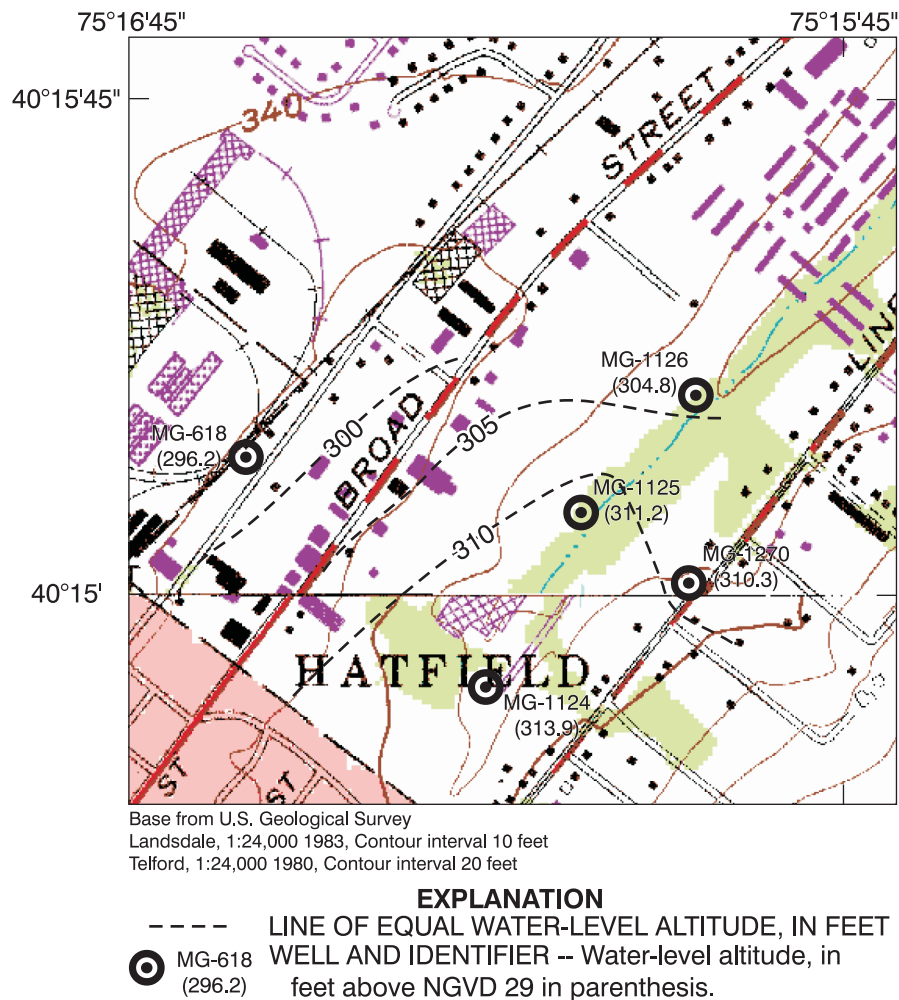 75°16'45"
75°15'45"
40°15'45"
340
STREET
LINE
MG-1126
(304.8)
MG-618
(296.2)
300
BROAD
305
MG-1125
(311.2)
310
MG-1270
(310.3)
40°15'
HATFIELD
MG-1124
(313.9)
ST
ST
Base from U.S. Geological Survey
Landsdale, 1:24,000 1983, Contour interval 10 feet
Telford, 1:24,000 1980, Contour interval 20 feet
EXPLANATION
LINE OF EQUAL WATER-LEVEL ALTITUDE, IN FEET
MG-618
(296.2)
WELL AND IDENTIFIER -- Water-level altitude, in
feet above NGVD 29 in parenthesis.